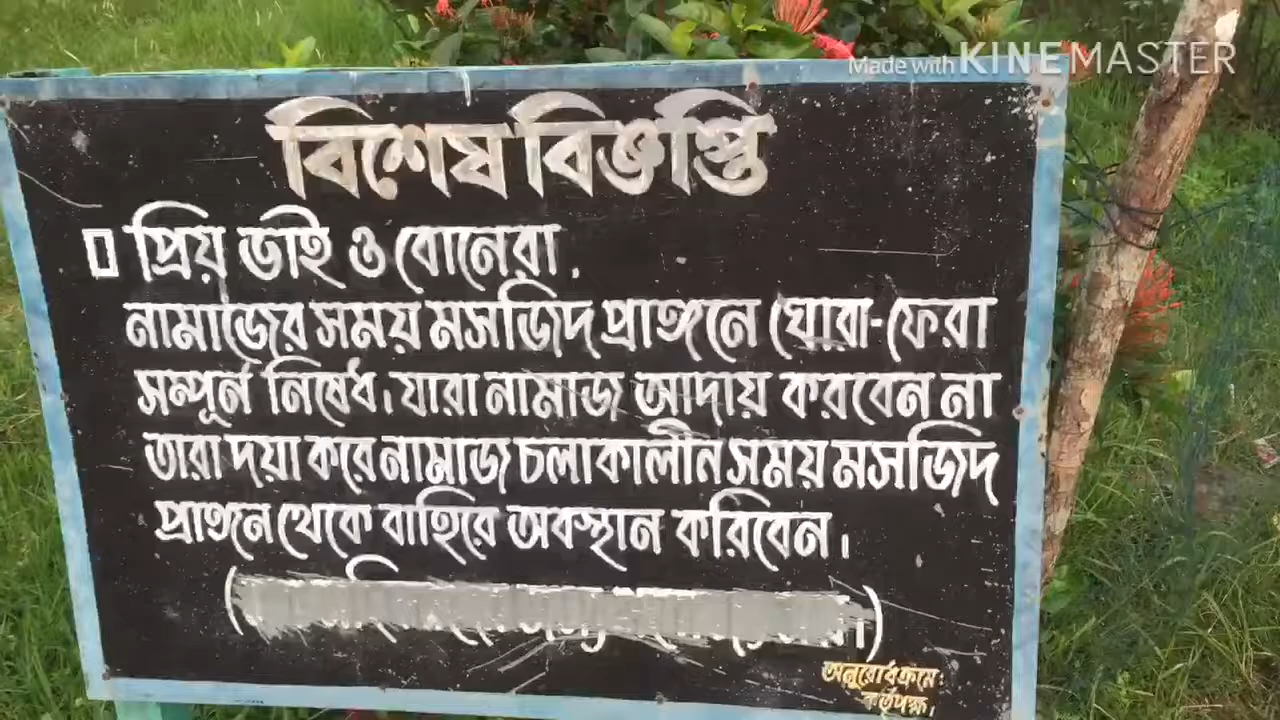 Made with KINEMASTER
বিশেষ বিজ্ঞপ্তি
প্রিয় ভাই ও বোনেরা.
নামাজের সময় মসজিদ প্রাঙ্গনে ঘোরা-ফেরা
সম্পূর্ন নিষেধ। যারা নামাজ আদায় করবেন না
তারা দয়া করে নামাজ চলাকালীন সময় মসজিদ
প্রাঙ্গন থেকে বাহিরে অবস্থান করিবেন।
অনুরোধক্রমে:
কর্তৃপক্ষ।